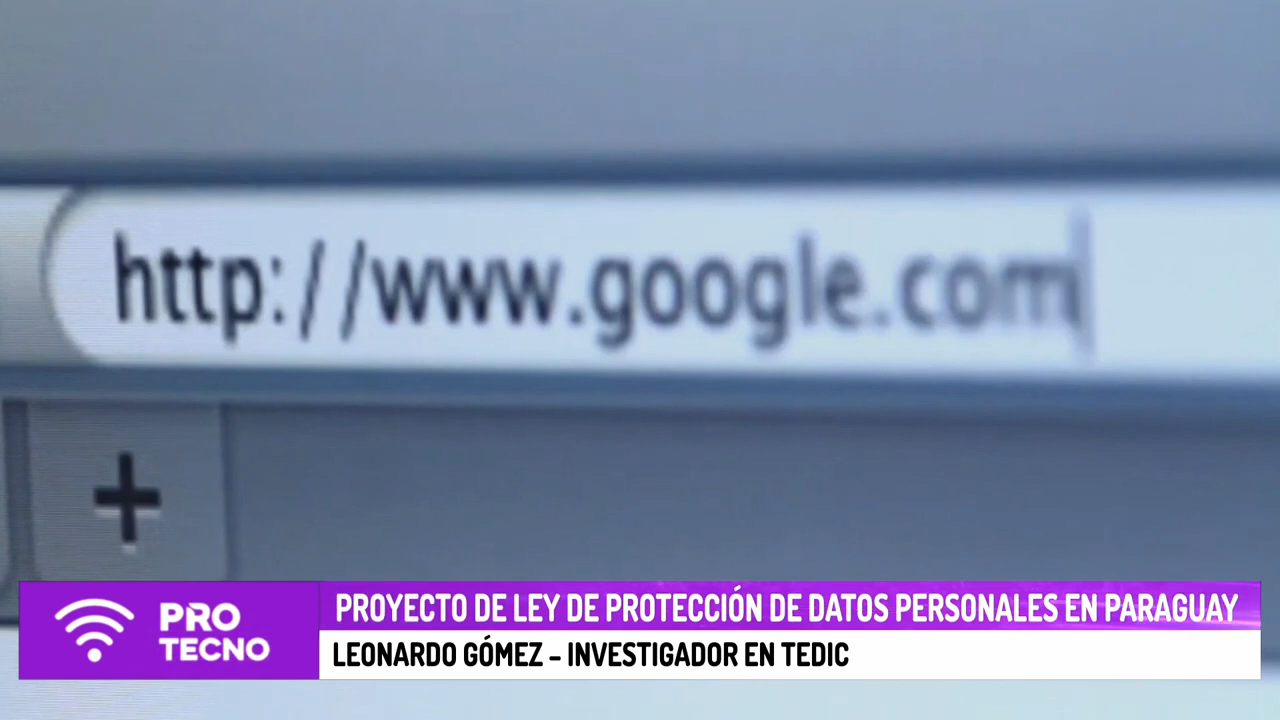 http://www.google.com
+
PRO
TECNO
PROYECTO DE LEY DE PROTECCIÓN DE DATOS PERSONALES EN PARAGUAY
LEONARDO GÓMEZ – INVESTIGADOR EN TEDIC